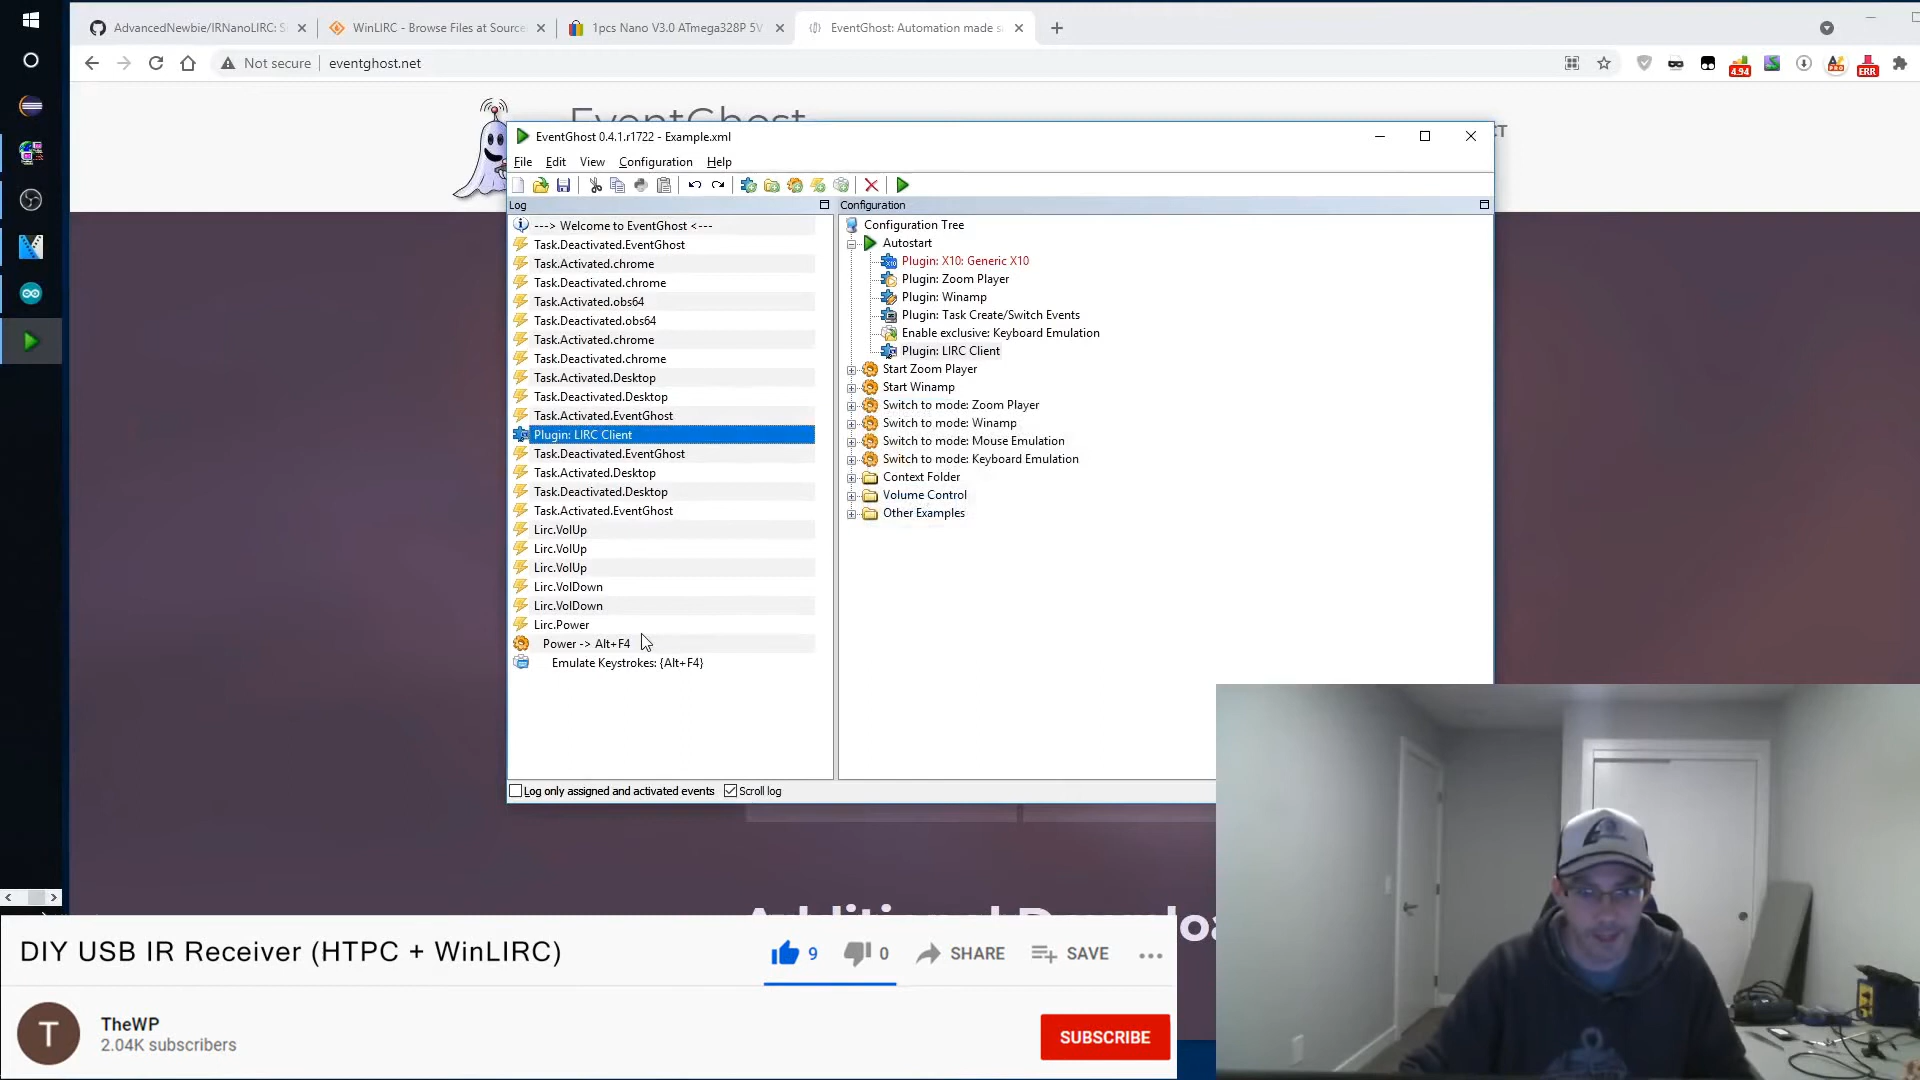 AdvancedNewbie/IRNanoLIRC: S
WinLIRC - Browse Files at Source
1pcs Nano V3.0 ATmega328P 5V
EventGhost: Automation made s
Not secure
eventghost.net
4.94
PRO
ERR
EventGhost
CT
EventGhost 0.4.1.r1722 - Example.xml
File Edit View Configuration Help
Log
Configuration
---> Welcome to EventGhost <---
Task.Deactivated.EventGhost
Task.Activated.chrome
Task.Deactivated.chrome
Task.Activated.obs64
Task.Deactivated.obs64
Task.Activated.chrome
Task.Deactivated.chrome
Task.Activated.Desktop
Task.Deactivated.Desktop
Task.Activated.EventGhost
Plugin: LIRC Client
Task.Deactivated.EventGhost
Task.Activated.Desktop
Task.Deactivated.Desktop
Task.Activated.EventGhost
Lirc.VolUp
Lirc.VolUp
Lirc.VolUp
Lirc.VolDown
Lirc.VolDown
Lirc.Power
Power -> Alt+F4
Emulate Keystrokes: {Alt+F4}
Configuration Tree
Autostart
Plugin: X10: Generic X10
Plugin: Zoom Player
Plugin: Winamp
Plugin: Task Create/Switch Events
Enable exclusive: Keyboard Emulation
Plugin: LIRC Client
Start Zoom Player
Start Winamp
Switch to mode: Zoom Player
Switch to mode: Winamp
Switch to mode: Mouse Emulation
Switch to mode: Keyboard Emulation
Context Folder
Volume Control
Other Examples
Log only assigned and activated events
Scroll log
DIY USB IR Receiver (HTPC + WinLIRC)
9
0
SHARE
SAVE
T
TheWP
2.04K subscribers
SUBSCRIBE